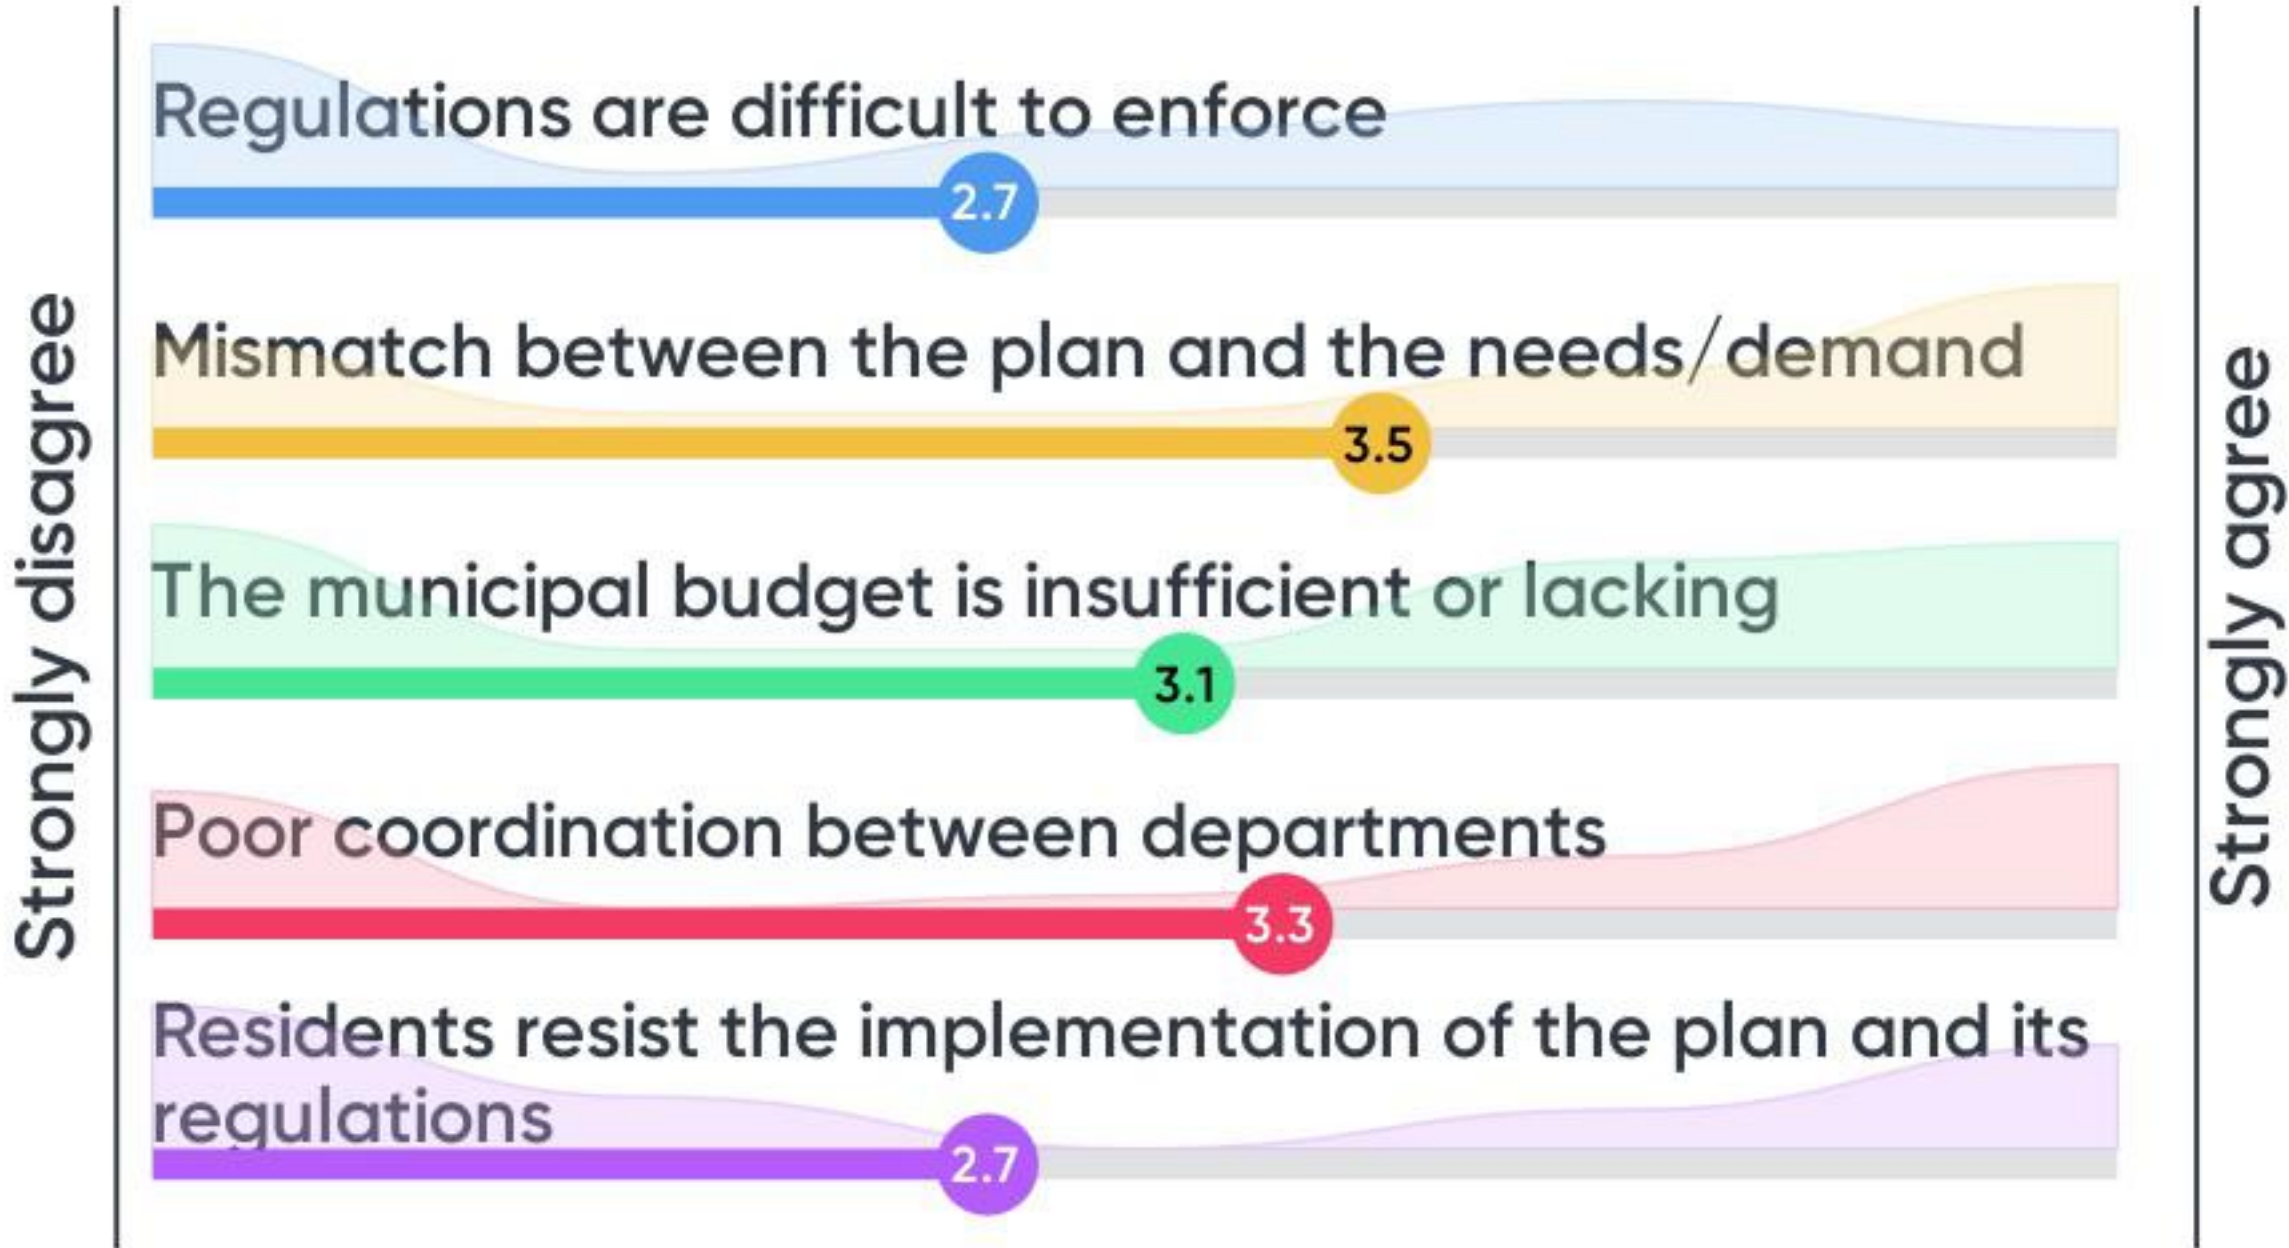 Strongly disagree
Regulations are difficult to enforce
2.7
Mismatch between the plan and the needs/demand
3.5
The municipal budget is insufficient or lacking
3.1
Poor coordination between departments
3.3
Residents resist the implementation of the plan and its
regulations
2.7
Strongly agree